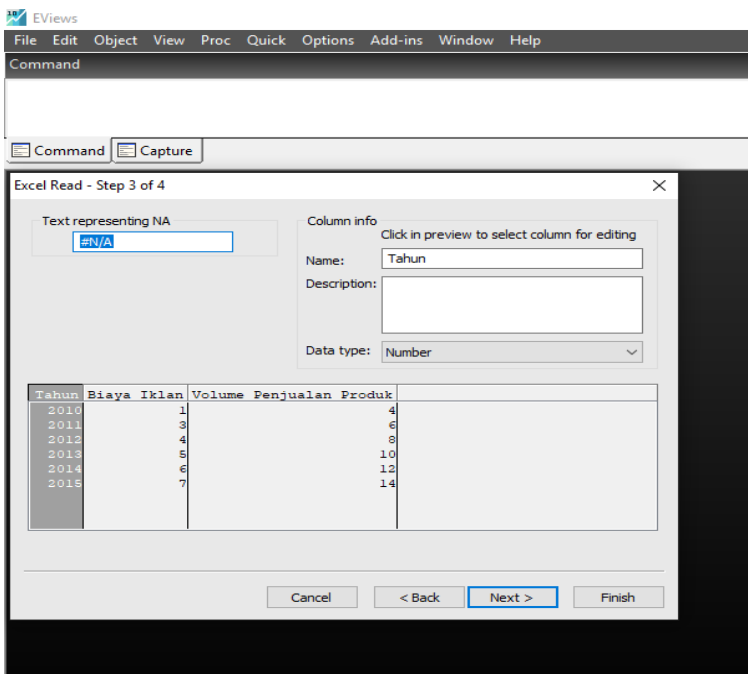 EViews
File Edit Object View Proc Quick Options Add-ins Window Help
Command
Command Capture
Excel Read - Step 3 of 4
Text representing NA
#N/A
Column info
Click in preview to select column for editing
Name: Tahun
Description:
Data type: Number
Tahun Biaya Iklan Volume Penjualan Produk
2010 1 4
2011 3 6
2012 4 8
2013 5 10
2014 6 12
2015 7 14
Cancel < Back Next > Finish